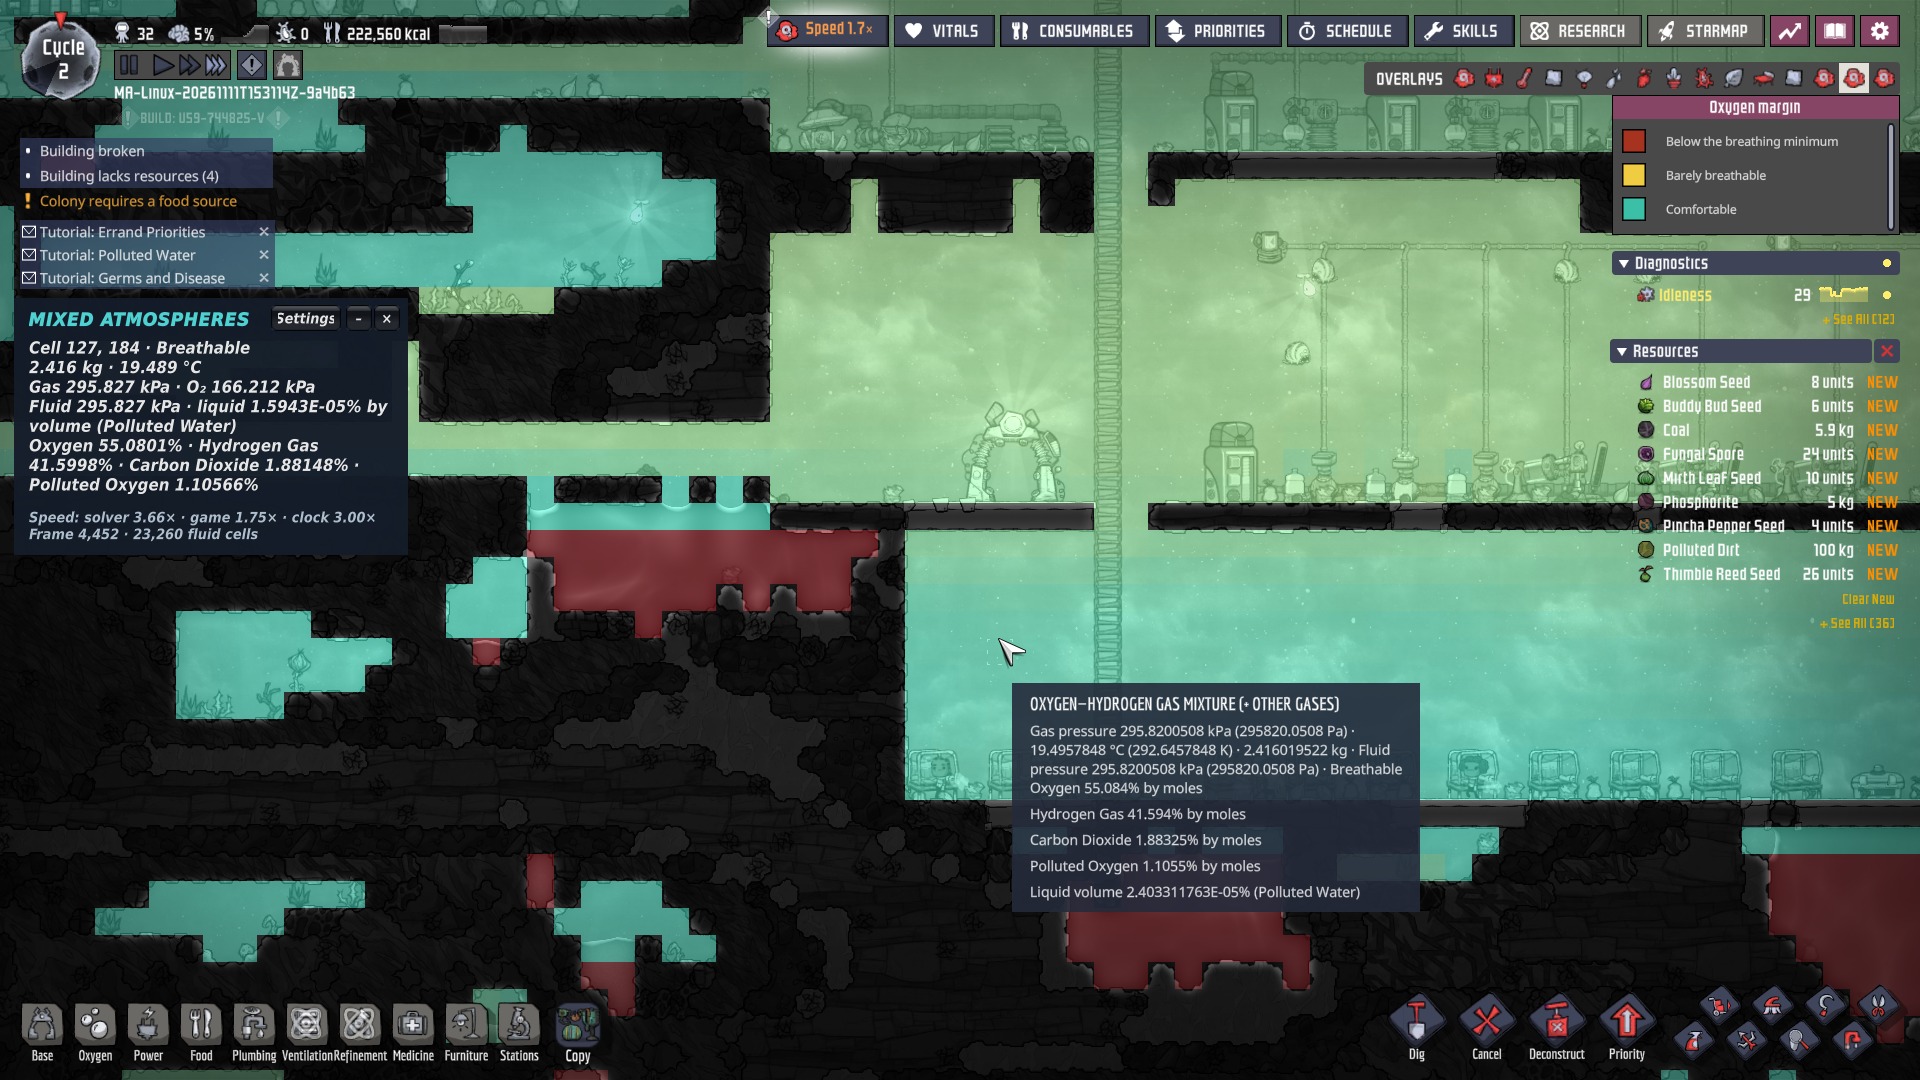 Cycle
2
32
5%
0
222,560 kcal
Speed 1.7×
VITALS
CONSUMABLES
PRIORITIES
SCHEDULE
SKILLS
RESEARCH
STARMAP
MA-Linux-20261111T153114Z-9a4b63
BUILD: U59-744825-V
OVERLAYS
Oxygen margin
Below the breathing minimum
Barely breathable
Comfortable
• Building broken
• Building lacks resources (4)
! Colony requires a food source
Tutorial: Errand Priorities
Tutorial: Polluted Water
Tutorial: Germs and Disease
MIXED ATMOSPHERES
Settings
-
×
Cell 127, 184 · Breathable
2.416 kg · 19.489 °C
Gas 295.827 kPa · O₂ 166.212 kPa
Fluid 295.827 kPa · liquid 1.5943E-05% by
volume (Polluted Water)
Oxygen 55.0801% · Hydrogen Gas
41.5998% · Carbon Dioxide 1.88148% ·
Polluted Oxygen 1.10566%
Speed: solver 3.66× · game 1.75× · clock 3.00×
Frame 4,452 · 23,260 fluid cells
Diagnostics
Idleness
29
+ See All (12)
Resources
Blossom Seed 8 units NEW
Buddy Bud Seed 6 units NEW
Coal 5.9 kg NEW
Fungal Spore 24 units NEW
Mirth Leaf Seed 10 units NEW
Phosphorite 5 kg NEW
Pincha Pepper Seed 4 units NEW
Polluted Dirt 100 kg NEW
Thimble Reed Seed 26 units NEW
Clear New
+ See All (36)
OXYGEN–HYDROGEN GAS MIXTURE (+ OTHER GASES)
Gas pressure 295.8200508 kPa (295820.0508 Pa) ·
19.4957848 °C (292.6457848 K) · 2.416019522 kg · Fluid
pressure 295.8200508 kPa (295820.0508 Pa) · Breathable
Oxygen 55.084% by moles
Hydrogen Gas 41.594% by moles
Carbon Dioxide 1.88325% by moles
Polluted Oxygen 1.1055% by moles
Liquid volume 2.403311763E-05% (Polluted Water)
Base
Oxygen
Power
Food
Plumbing
Ventilation
Refinement
Medicine
Furniture
Stations
Copy
Dig
Cancel
Deconstruct
Priority